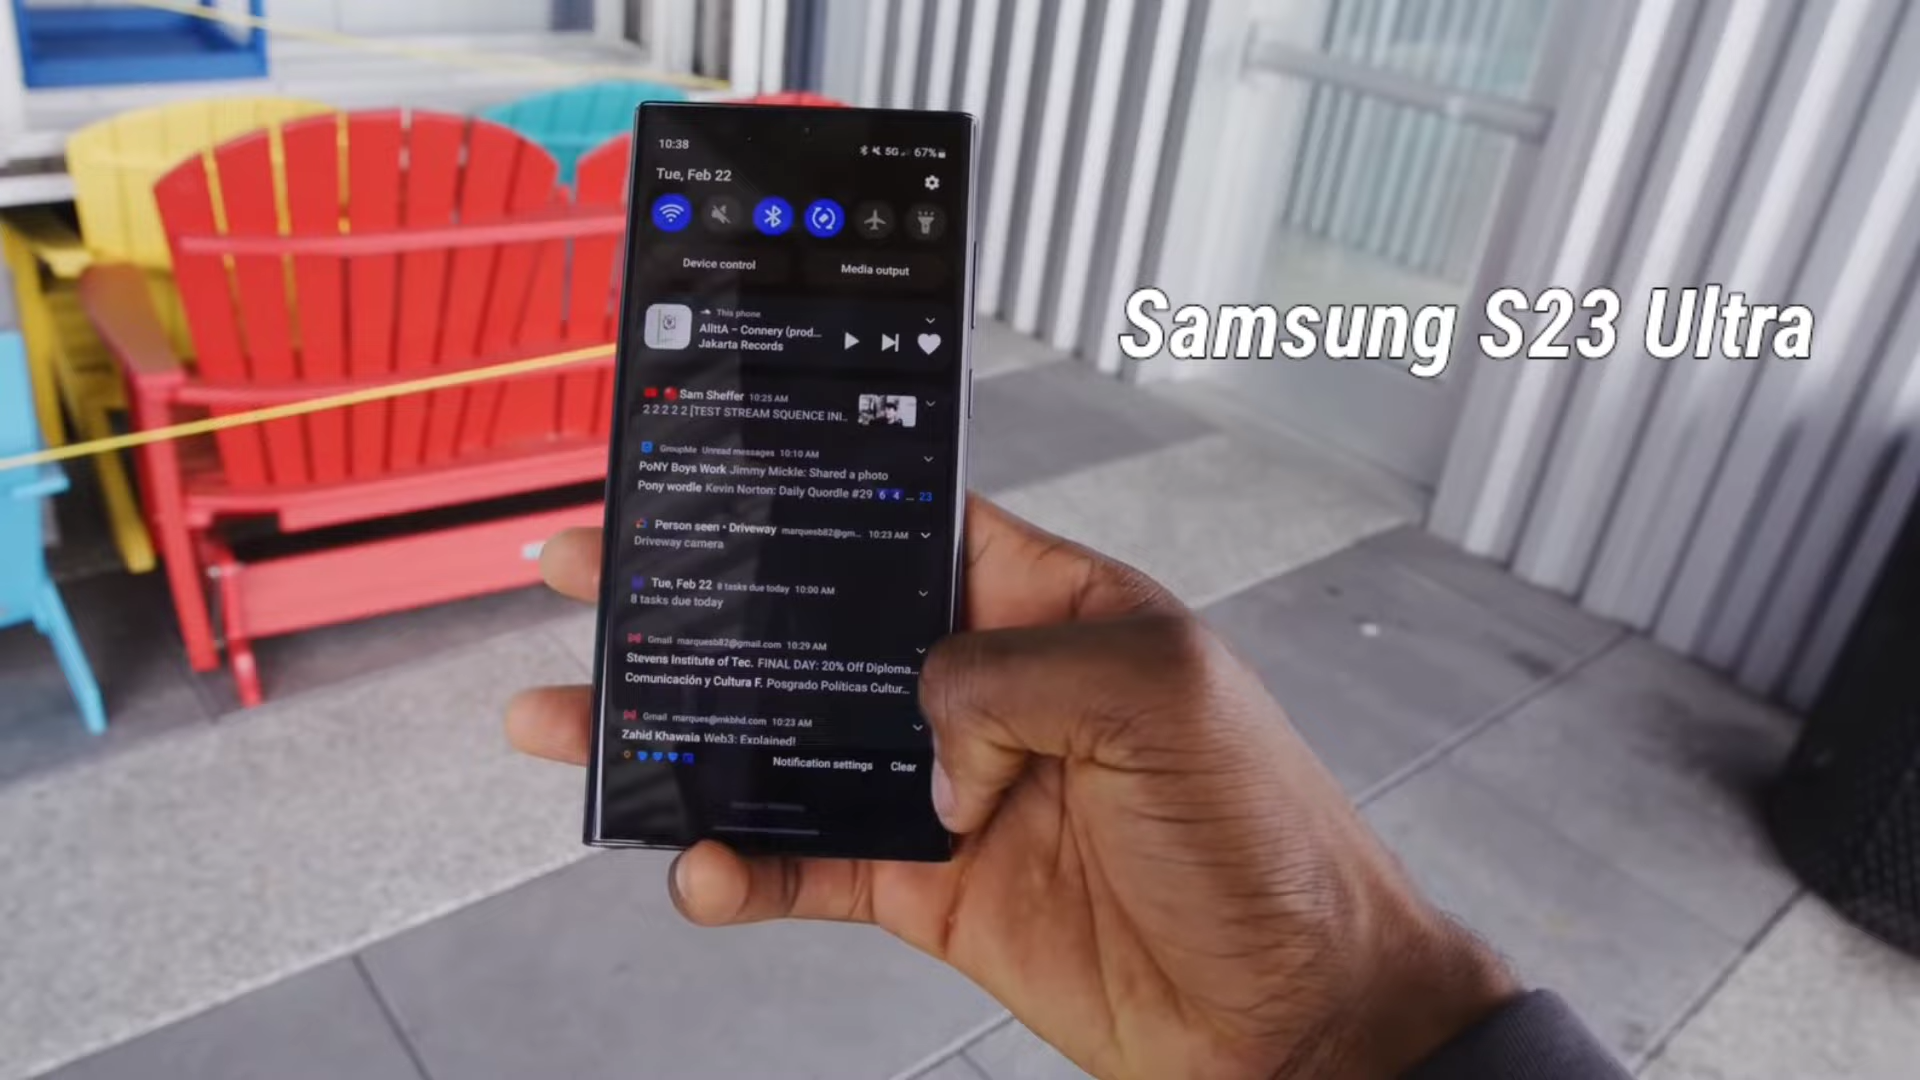 10:38
5G 67%
Tue, Feb 22
Device control
Media output
This phone
AllttA – Connery (prod...
Jakarta Records
Samsung S23 Ultra
Sam Sheffer 10:25 AM
2 2 2 2 2 [TEST STREAM SQUENCE INI..
GroupMe Unread messages 10:10 AM
PoNY Boys Work Jimmy Mickle: Shared a photo
Pony wordle Kevin Norton: Daily Quordle #29 6 4 ... 23
Person seen • Driveway marquesb82@gm... 10:23 AM
Driveway camera
Tue, Feb 22 8 tasks due today 10:00 AM
8 tasks due today
Gmail marquesb82@gmail.com 10:29 AM
Stevens Institute of Tec. FINAL DAY: 20% Off Diploma...
Comunicación y Cultura F. Posgrado Políticas Cultur...
Gmail marques@mkbhd.com 10:23 AM
Zahid Khawaja Web3: Explained!
Notification settings Clear